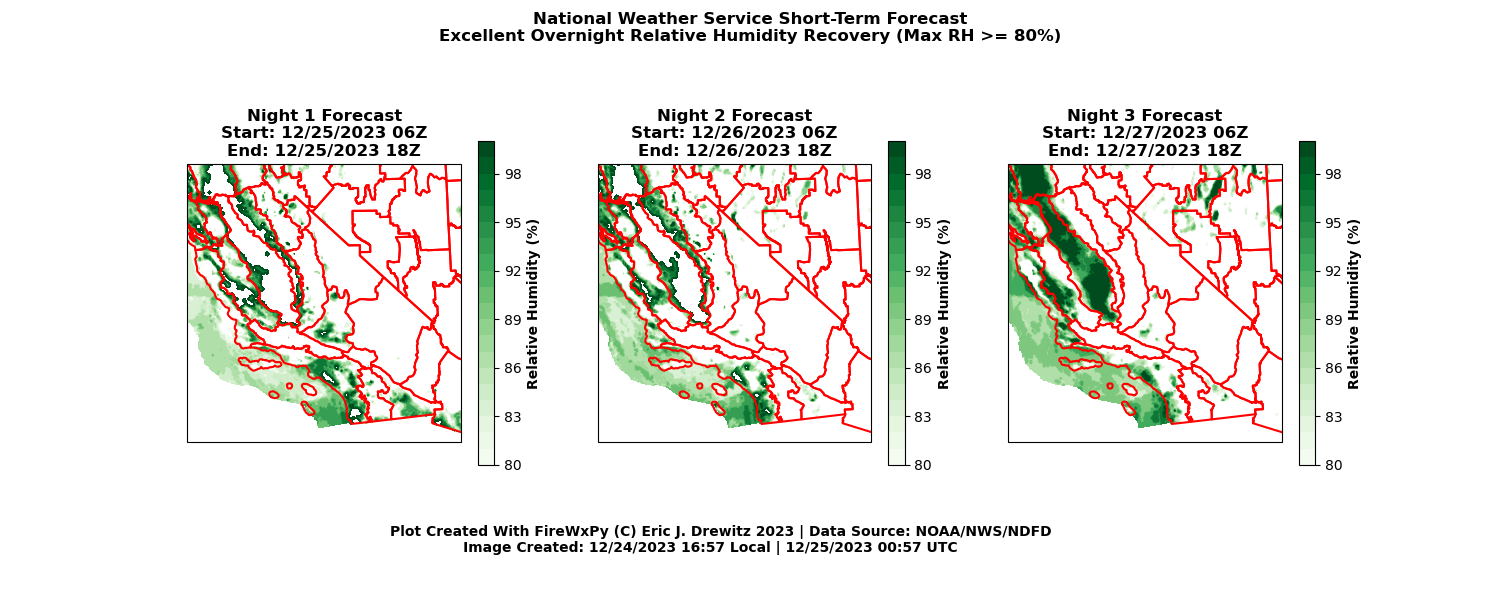 National Weather Service Short-Term Forecast
Excellent Overnight Relative Humidity Recovery (Max RH >= 80%)
Night 1 Forecast
Start: 12/25/2023 06Z
End: 12/25/2023 18Z
98
95
92
89
86
83
80
Relative Humidity (%)
Night 2 Forecast
Start: 12/26/2023 06Z
End: 12/26/2023 18Z
98
95
92
89
86
83
80
Relative Humidity (%)
Night 3 Forecast
Start: 12/27/2023 06Z
End: 12/27/2023 18Z
98
95
92
89
86
83
80
Relative Humidity (%)
Plot Created With FireWxPy (C) Eric J. Drewitz 2023 | Data Source: NOAA/NWS/NDFD
Image Created: 12/24/2023 16:57 Local | 12/25/2023 00:57 UTC